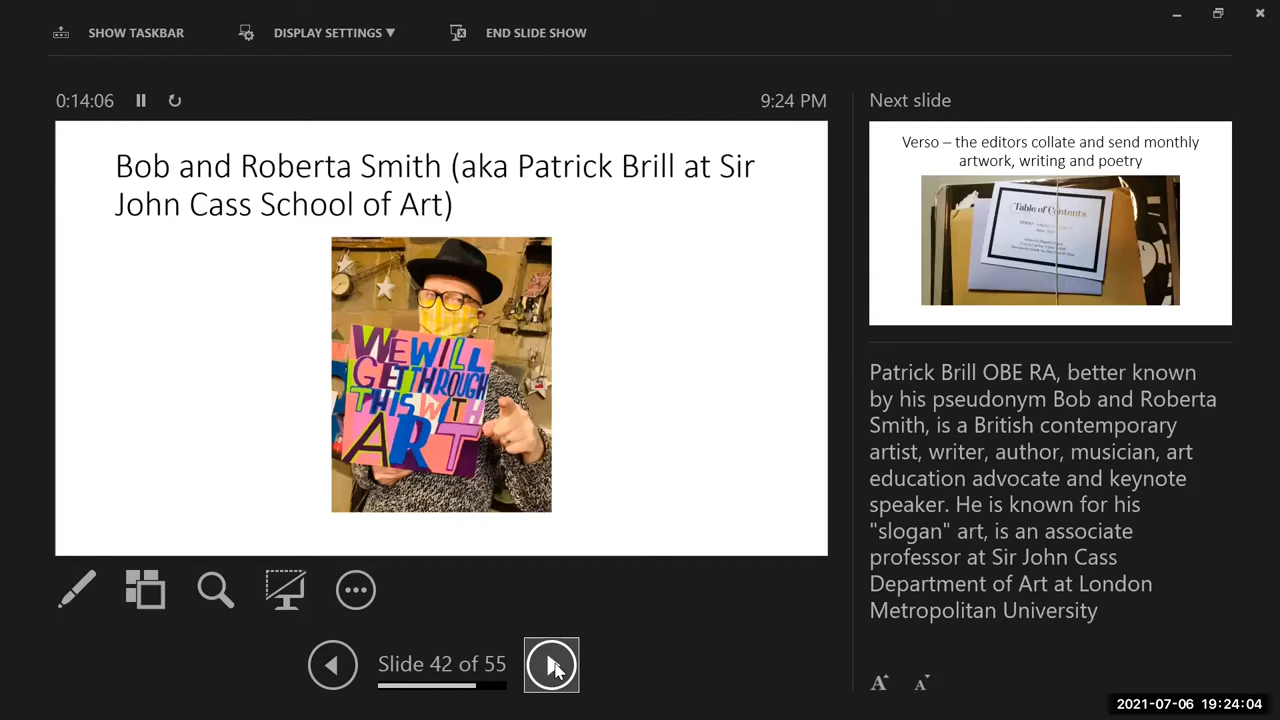 SHOW TASKBAR
DISPLAY SETTINGS ▼
END SLIDE SHOW
0:14:06
9:24 PM
Bob and Roberta Smith (aka Patrick Brill at Sir
John Cass School of Art)
WE WILL
GET THROUGH
THIS WITH
ART
Slide 42 of 55
Next slide
Verso – the editors collate and send monthly
artwork, writing and poetry
Table of Contents
Patrick Brill OBE RA, better known
by his pseudonym Bob and Roberta
Smith, is a British contemporary
artist, writer, author, musician, art
education advocate and keynote
speaker. He is known for his
"slogan" art, is an associate
professor at Sir John Cass
Department of Art at London
Metropolitan University
A A
2021-07-06 19:24:04